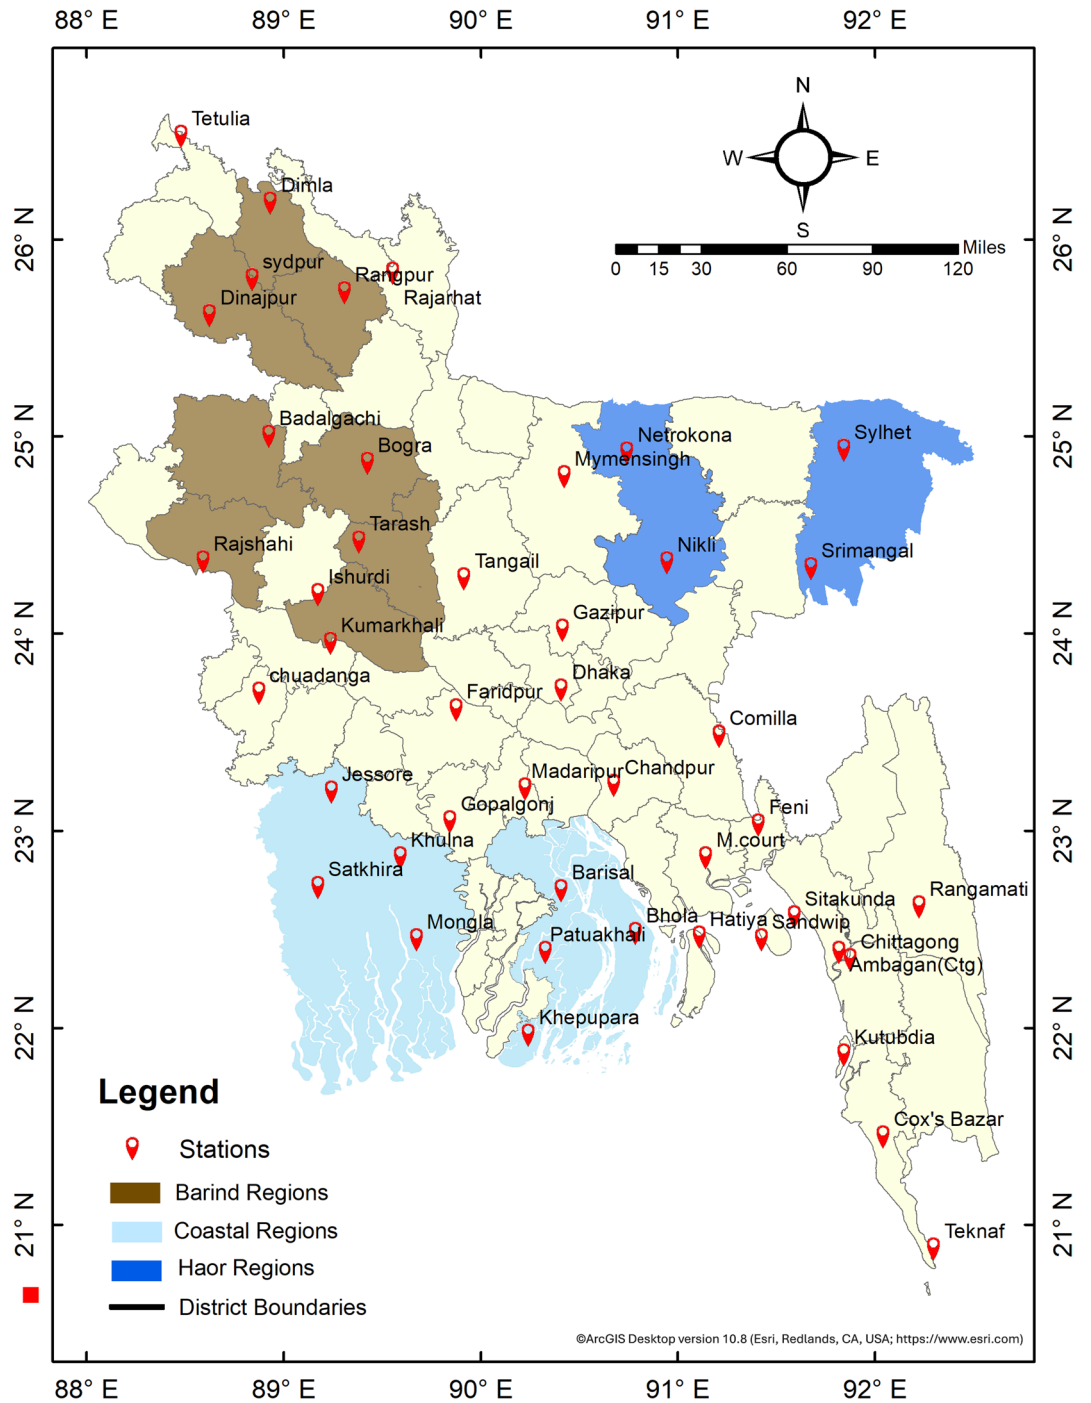 88° E 89° E 90° E 91° E 92° E
N
W E
S
Miles
0 15 30 60 90 120
26° N
25° N
24° N
23° N
22° N
21° N
26° N
25° N
24° N
23° N
22° N
21° N
Tetulia
Dimla
sydpur
Rangpur
Dinajpur
Rajarhat
Badalgachi
Bogra
Netrokona
Sylhet
Mymensingh
Tarash
Rajshahi
Nikli
Srimangal
Tangail
Ishurdi
Gazipur
Kumarkhali
chuadanga
Dhaka
Faridpur
Comilla
Jessore
Madaripur
Chandpur
Gopalgonj
Feni
Khulna
M.court
Satkhira
Barisal
Rangamati
Sitakunda
Mongla
Bhola
Hatiya
Sandwip
Patuakhali
Chittagong
Ambagan(Ctg)
Khepupara
Kutubdia
Cox's Bazar
Teknaf
Legend
Stations
Barind Regions
Coastal Regions
Haor Regions
District Boundaries
©ArcGIS Desktop version 10.8 (Esri, Redlands, CA, USA; https://www.esri.com)
88° E 89° E 90° E 91° E 92° E